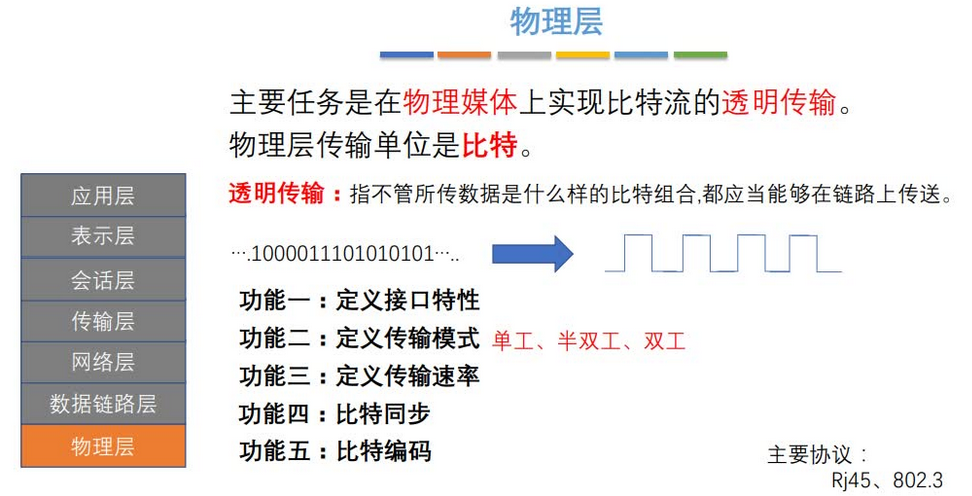 物理层
主要任务是在物理媒体上实现比特流的透明传输。
物理层传输单位是比特。
透明传输：指不管所传数据是什么样的比特组合,都应当能够在链路上传送。
….1000011101010101…..
功能一：定义接口特性
功能二：定义传输模式 单工、半双工、双工
功能三：定义传输速率
功能四：比特同步
功能五：比特编码
应用层
表示层
会话层
传输层
网络层
数据链路层
物理层
主要协议：
Rj45、802.3